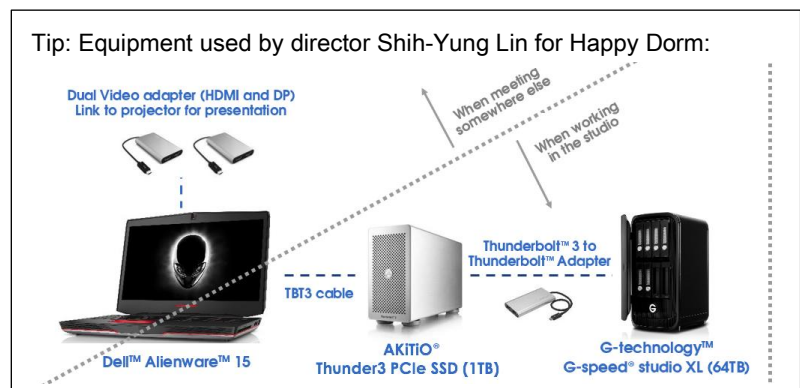 Tip: Equipment used by director Shih-Yung Lin for Happy Dorm:
Dual Video adapter (HDMI and DP)
Link to projector for presentation
When meeting
somewhere else
When working
in the studio
Thunderbolt™ 3 to
Thunderbolt™ Adapter
TBT3 cable
Dell™ Alienware™ 15
AKiTiO®
Thunder3 PCIe SSD (1TB)
G-technology™
G-speed® studio XL (64TB)
G